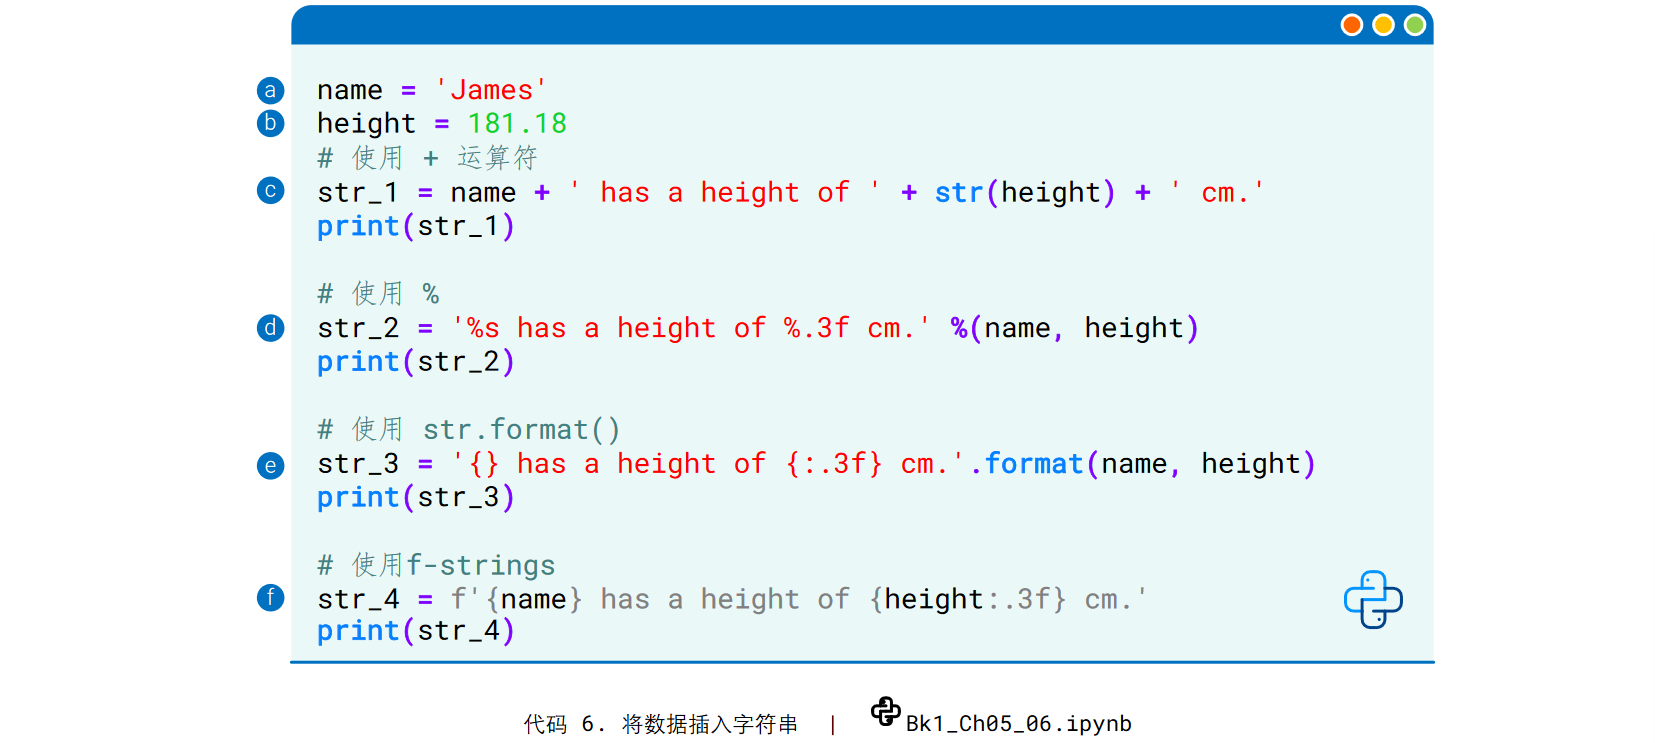 a name = 'James'
b height = 181.18
# 使用 + 运算符
c str_1 = name + ' has a height of ' + str(height) + ' cm.'
print(str_1)
# 使用 %
d str_2 = '%s has a height of %.3f cm.' %(name, height)
print(str_2)
# 使用 str.format()
e str_3 = '{} has a height of {:.3f} cm.'.format(name, height)
print(str_3)
# 使用f-strings
f str_4 = f'{name} has a height of {height:.3f} cm.'
print(str_4)
代码 6. 将数据插入字符串 | Bk1_Ch05_06.ipynb